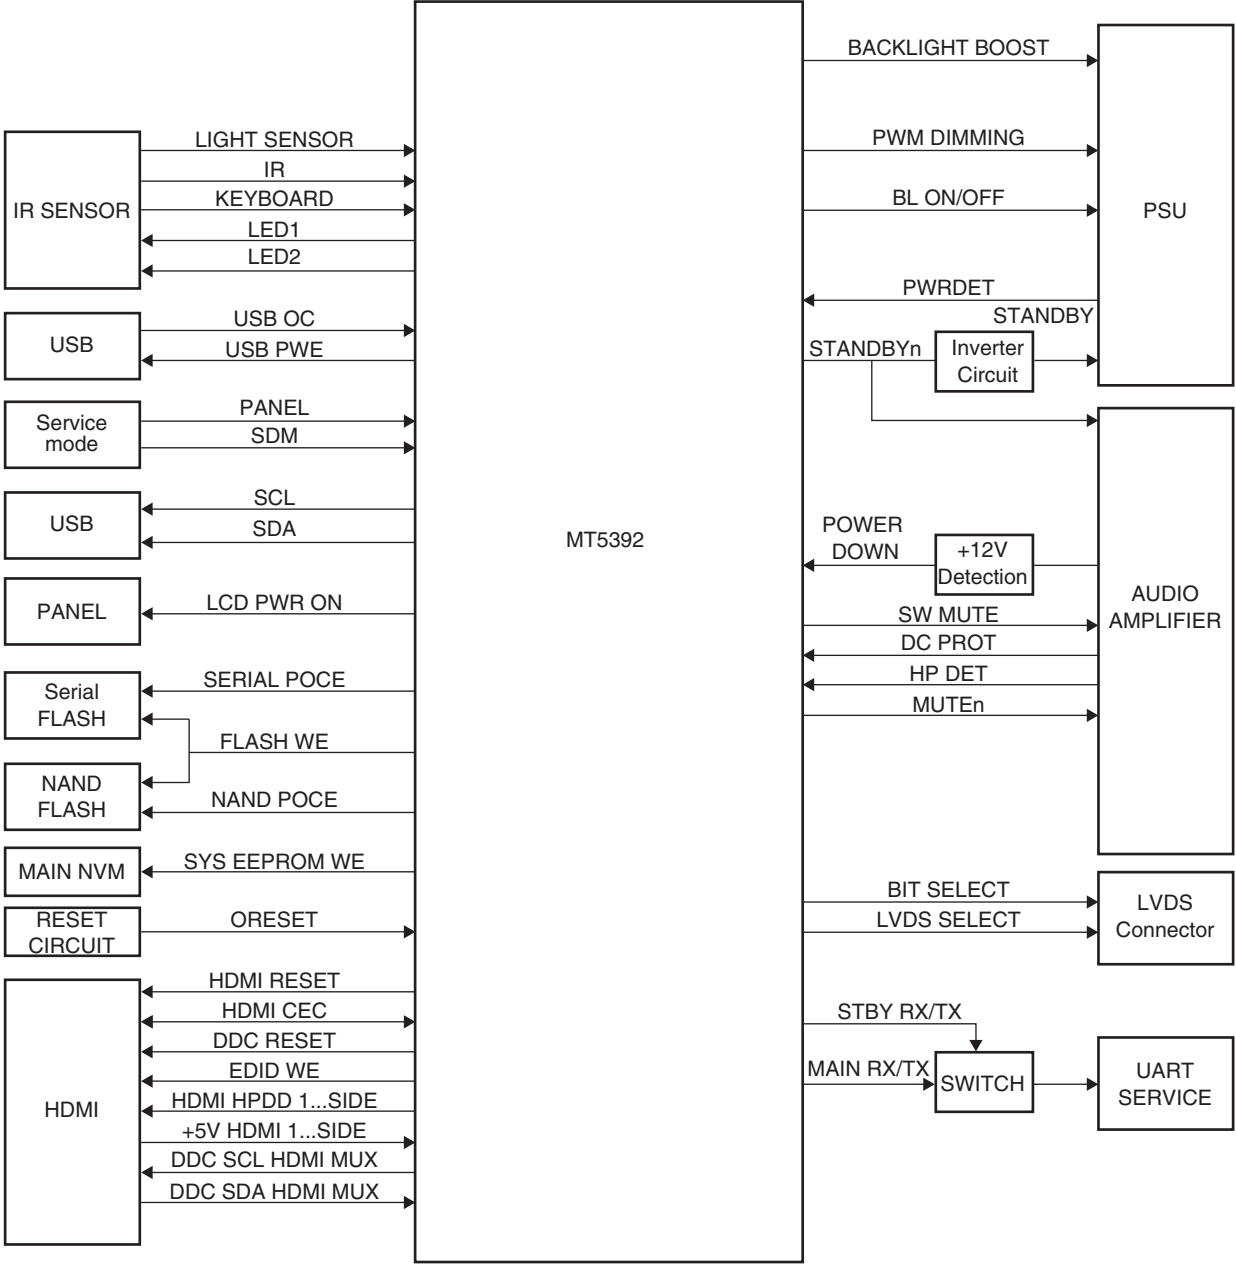 LIGHT SENSOR
IR
KEYBOARD
LED1
LED2
IR SENSOR
USB OC
USB PWE
USB
PANEL
SDM
Service
mode
SCL
SDA
USB
LCD PWR ON
PANEL
SERIAL POCE
Serial
FLASH
FLASH WE
NAND
FLASH
NAND POCE
SYS EEPROM WE
MAIN NVM
ORESET
RESET
CIRCUIT
HDMI RESET
HDMI CEC
DDC RESET
EDID WE
HDMI HPDD 1...SIDE
+5V HDMI 1...SIDE
DDC SCL HDMI MUX
DDC SDA HDMI MUX
HDMI
MT5392
BACKLIGHT BOOST
PWM DIMMING
BL ON/OFF
PSU
PWRDET
STANDBY
STANDBYn
Inverter
Circuit
POWER
DOWN
+12V
Detection
AUDIO
AMPLIFIER
SW MUTE
DC PROT
HP DET
MUTEn
BIT SELECT
LVDS SELECT
LVDS
Connector
STBY RX/TX
MAIN RX/TX
SWITCH
UART
SERVICE